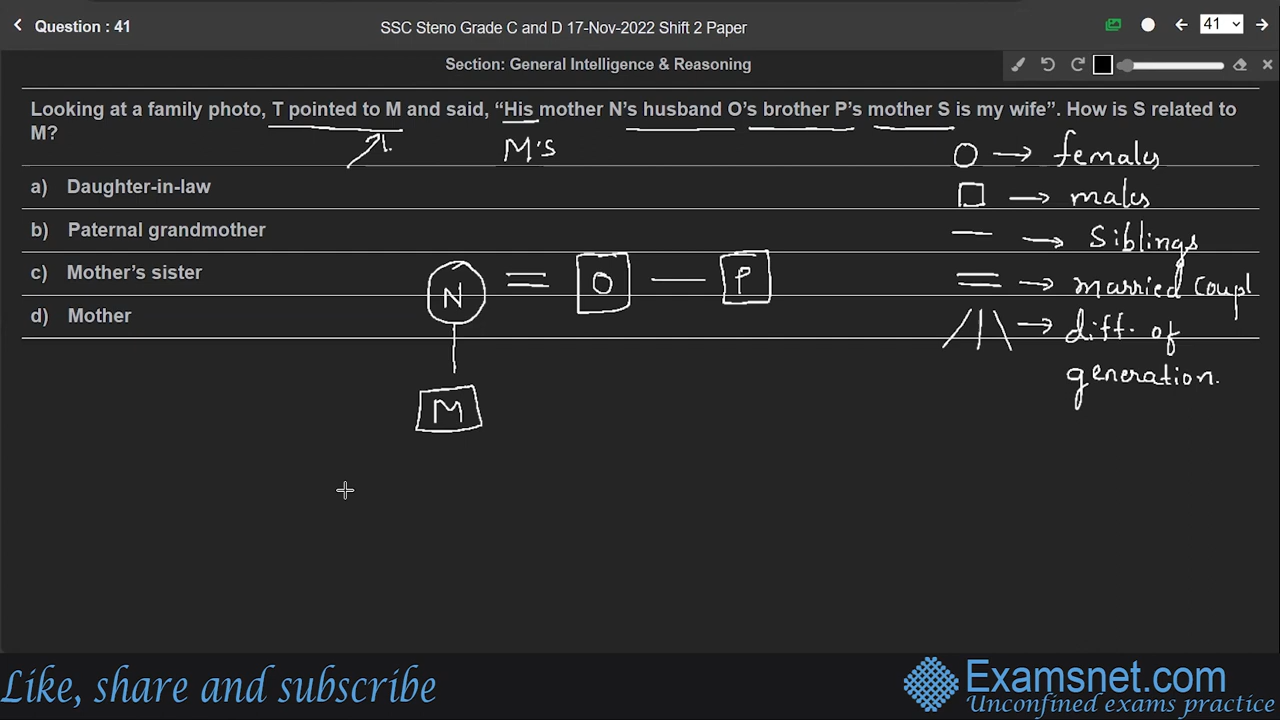 Question : 41
SSC Steno Grade C and D 17-Nov-2022 Shift 2 Paper
41
Section: General Intelligence & Reasoning
Looking at a family photo, T pointed to M and said, “His mother N’s husband O’s brother P’s mother S is my wife”. How is S related to
M?
M's
a) Daughter-in-law
b) Paternal grandmother
c) Mother’s sister
d) Mother
N = O — P
M
O → females
□ → males
— → Siblings
= → married coupl
/|\ → diff. of
generation.
Like, share and subscribe
Examsnet.com
Unconfined exams practice